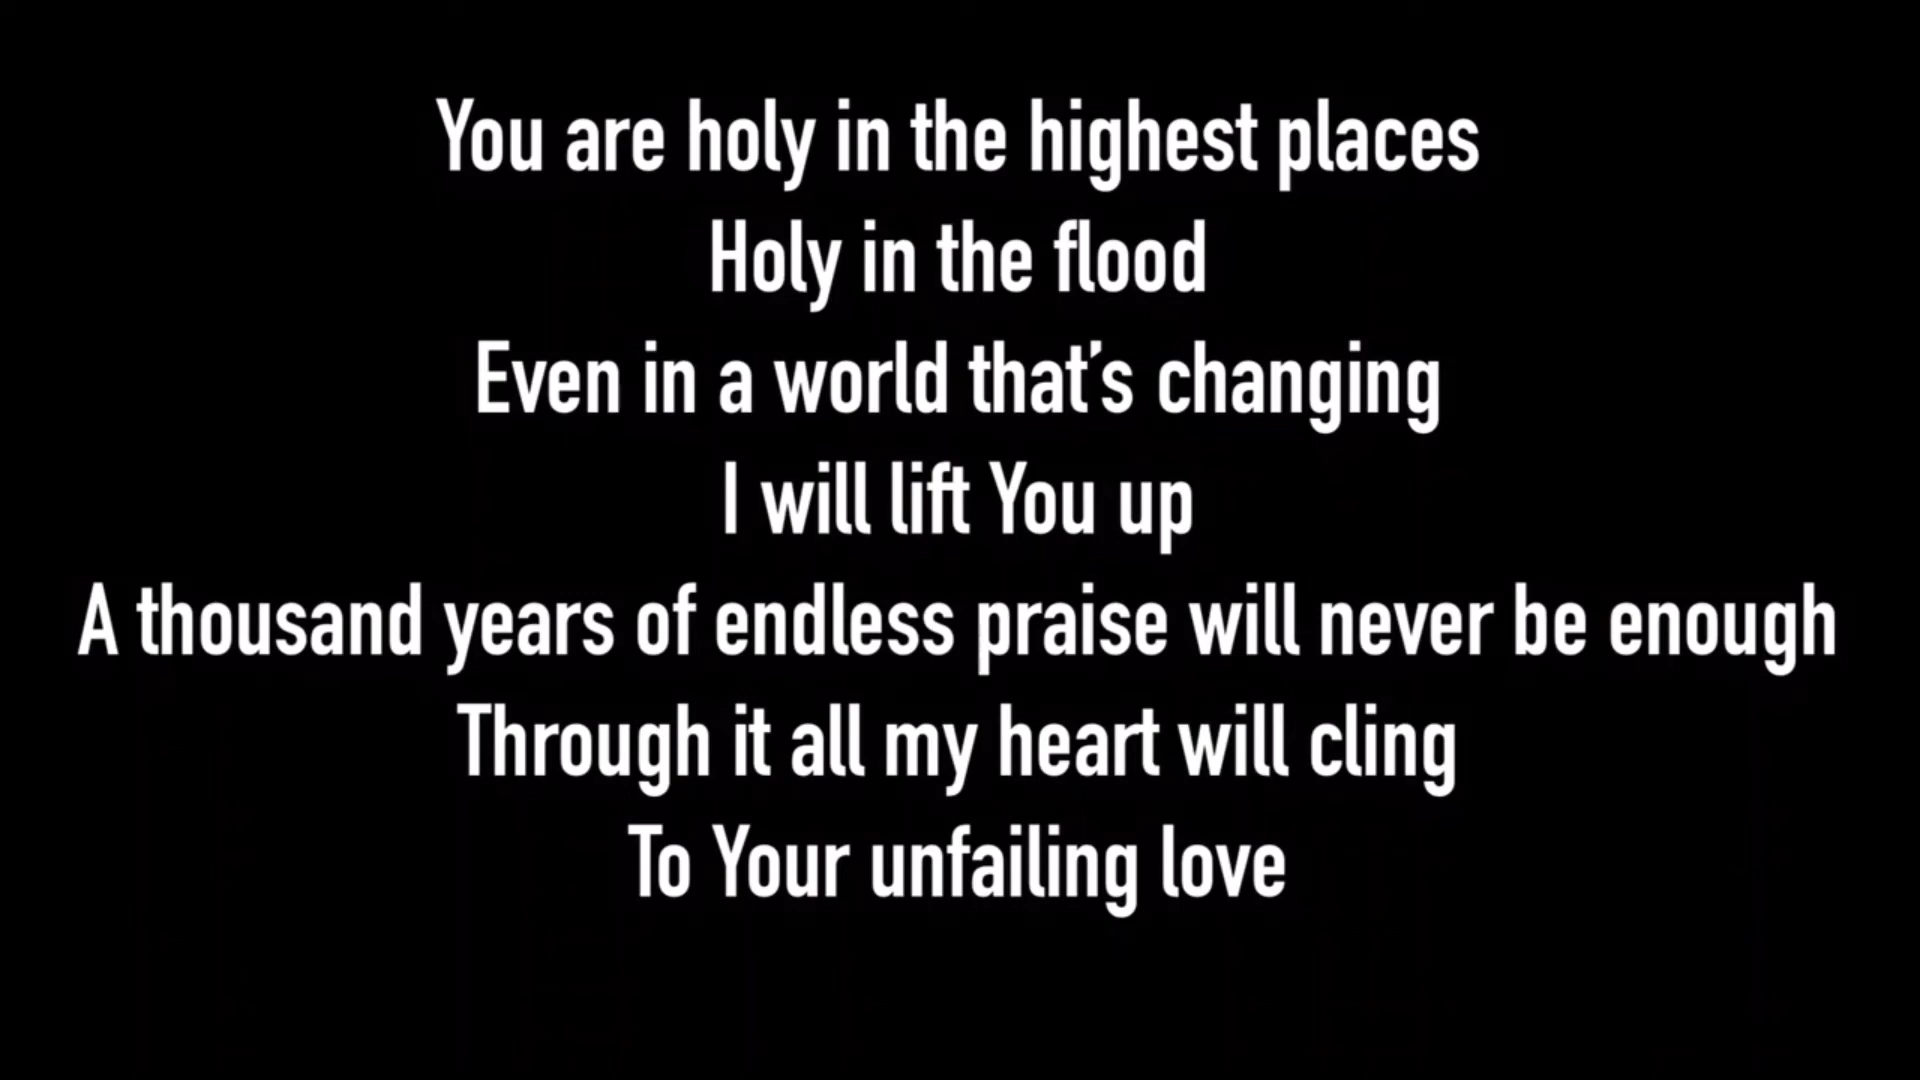 You are holy in the highest places
Holy in the flood
Even in a world that’s changing
I will lift You up
A thousand years of endless praise will never be enough
Through it all my heart will cling
To Your unfailing love